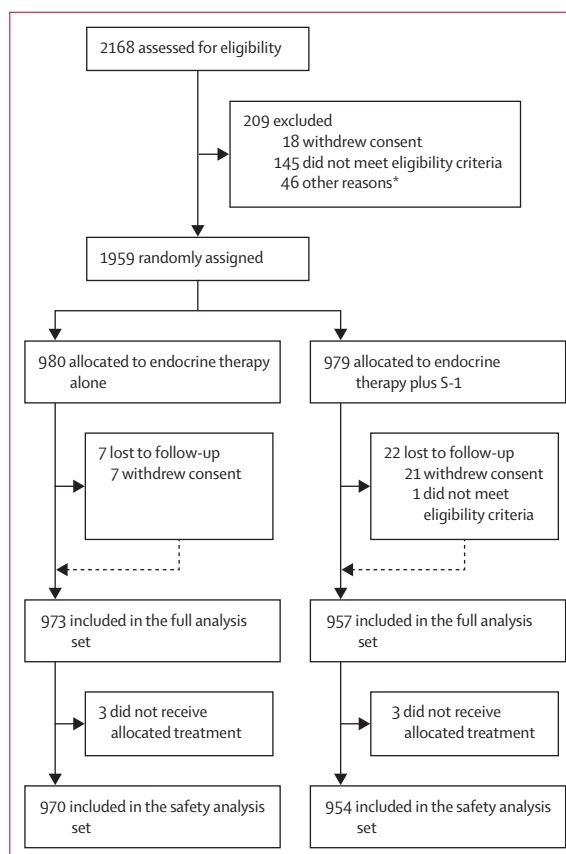 2168 assessed for eligibility
209 excluded
18 withdrew consent
145 did not meet eligibility criteria
46 other reasons*
1959 randomly assigned
980 allocated to endocrine therapy
alone
979 allocated to endocrine
therapy plus S-1
7 lost to follow-up
7 withdrew consent
22 lost to follow-up
21 withdrew consent
1 did not meet
eligibility criteria
973 included in the full analysis
set
957 included in the full analysis
set
3 did not receive
allocated treatment
3 did not receive
allocated treatment
970 included in the safety analysis
set
954 included in the safety analysis
set